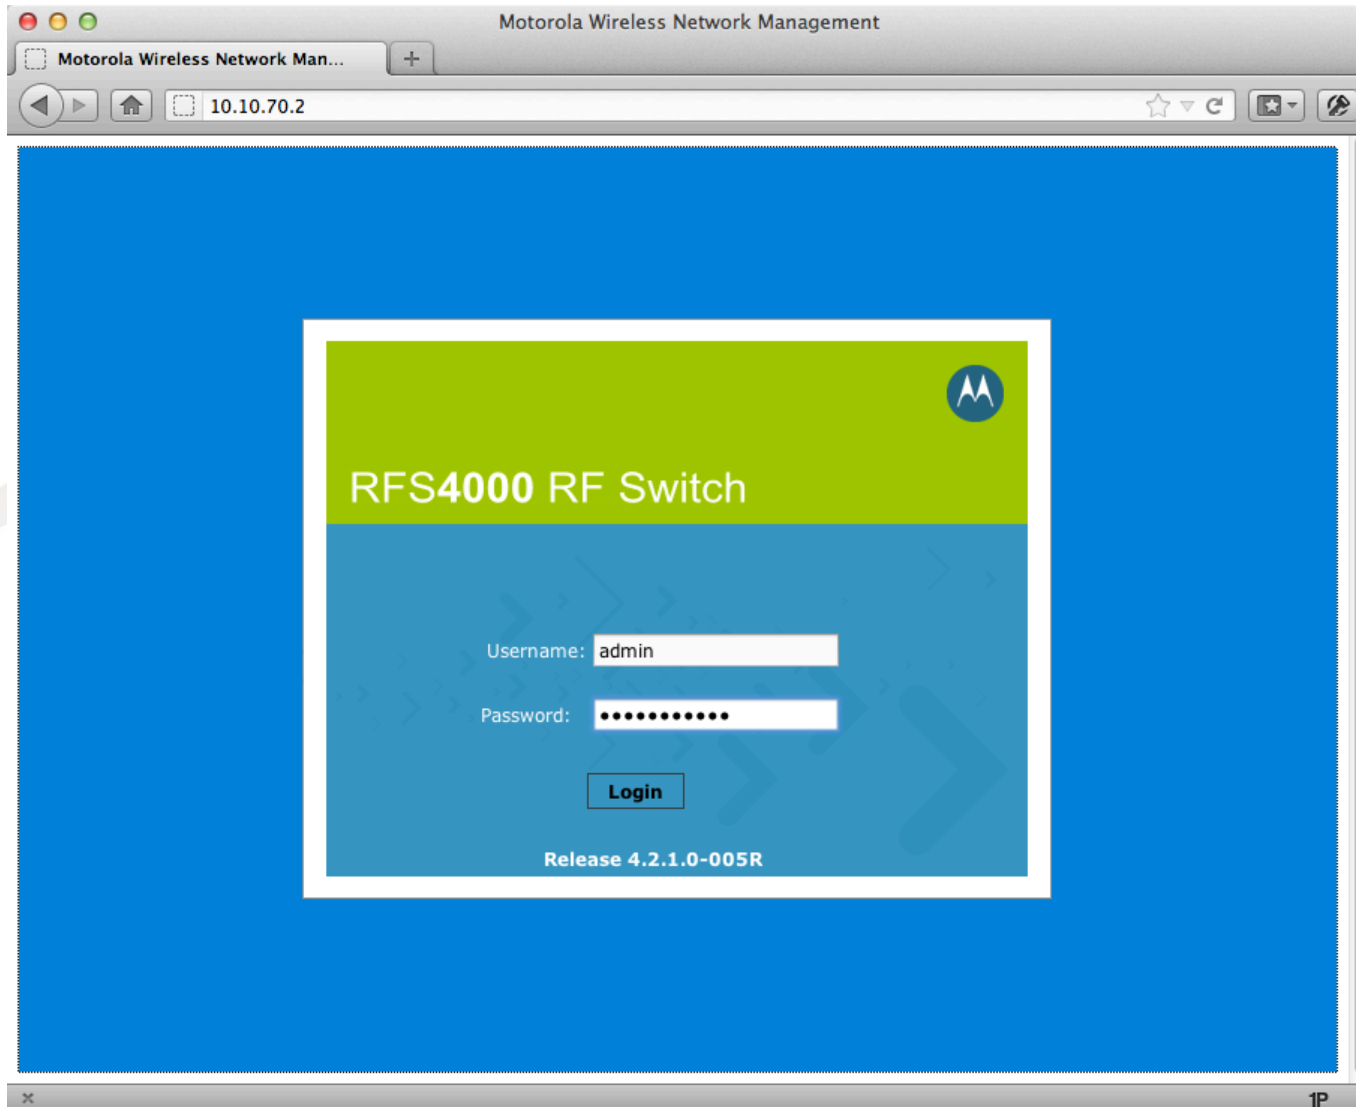 Motorola Wireless Network Management
Motorola Wireless Network Man...
10.10.70.2
RFS4000 RF Switch
Username: admin
Password: •••••••••••
Login
Release 4.2.1.0-005R
1P